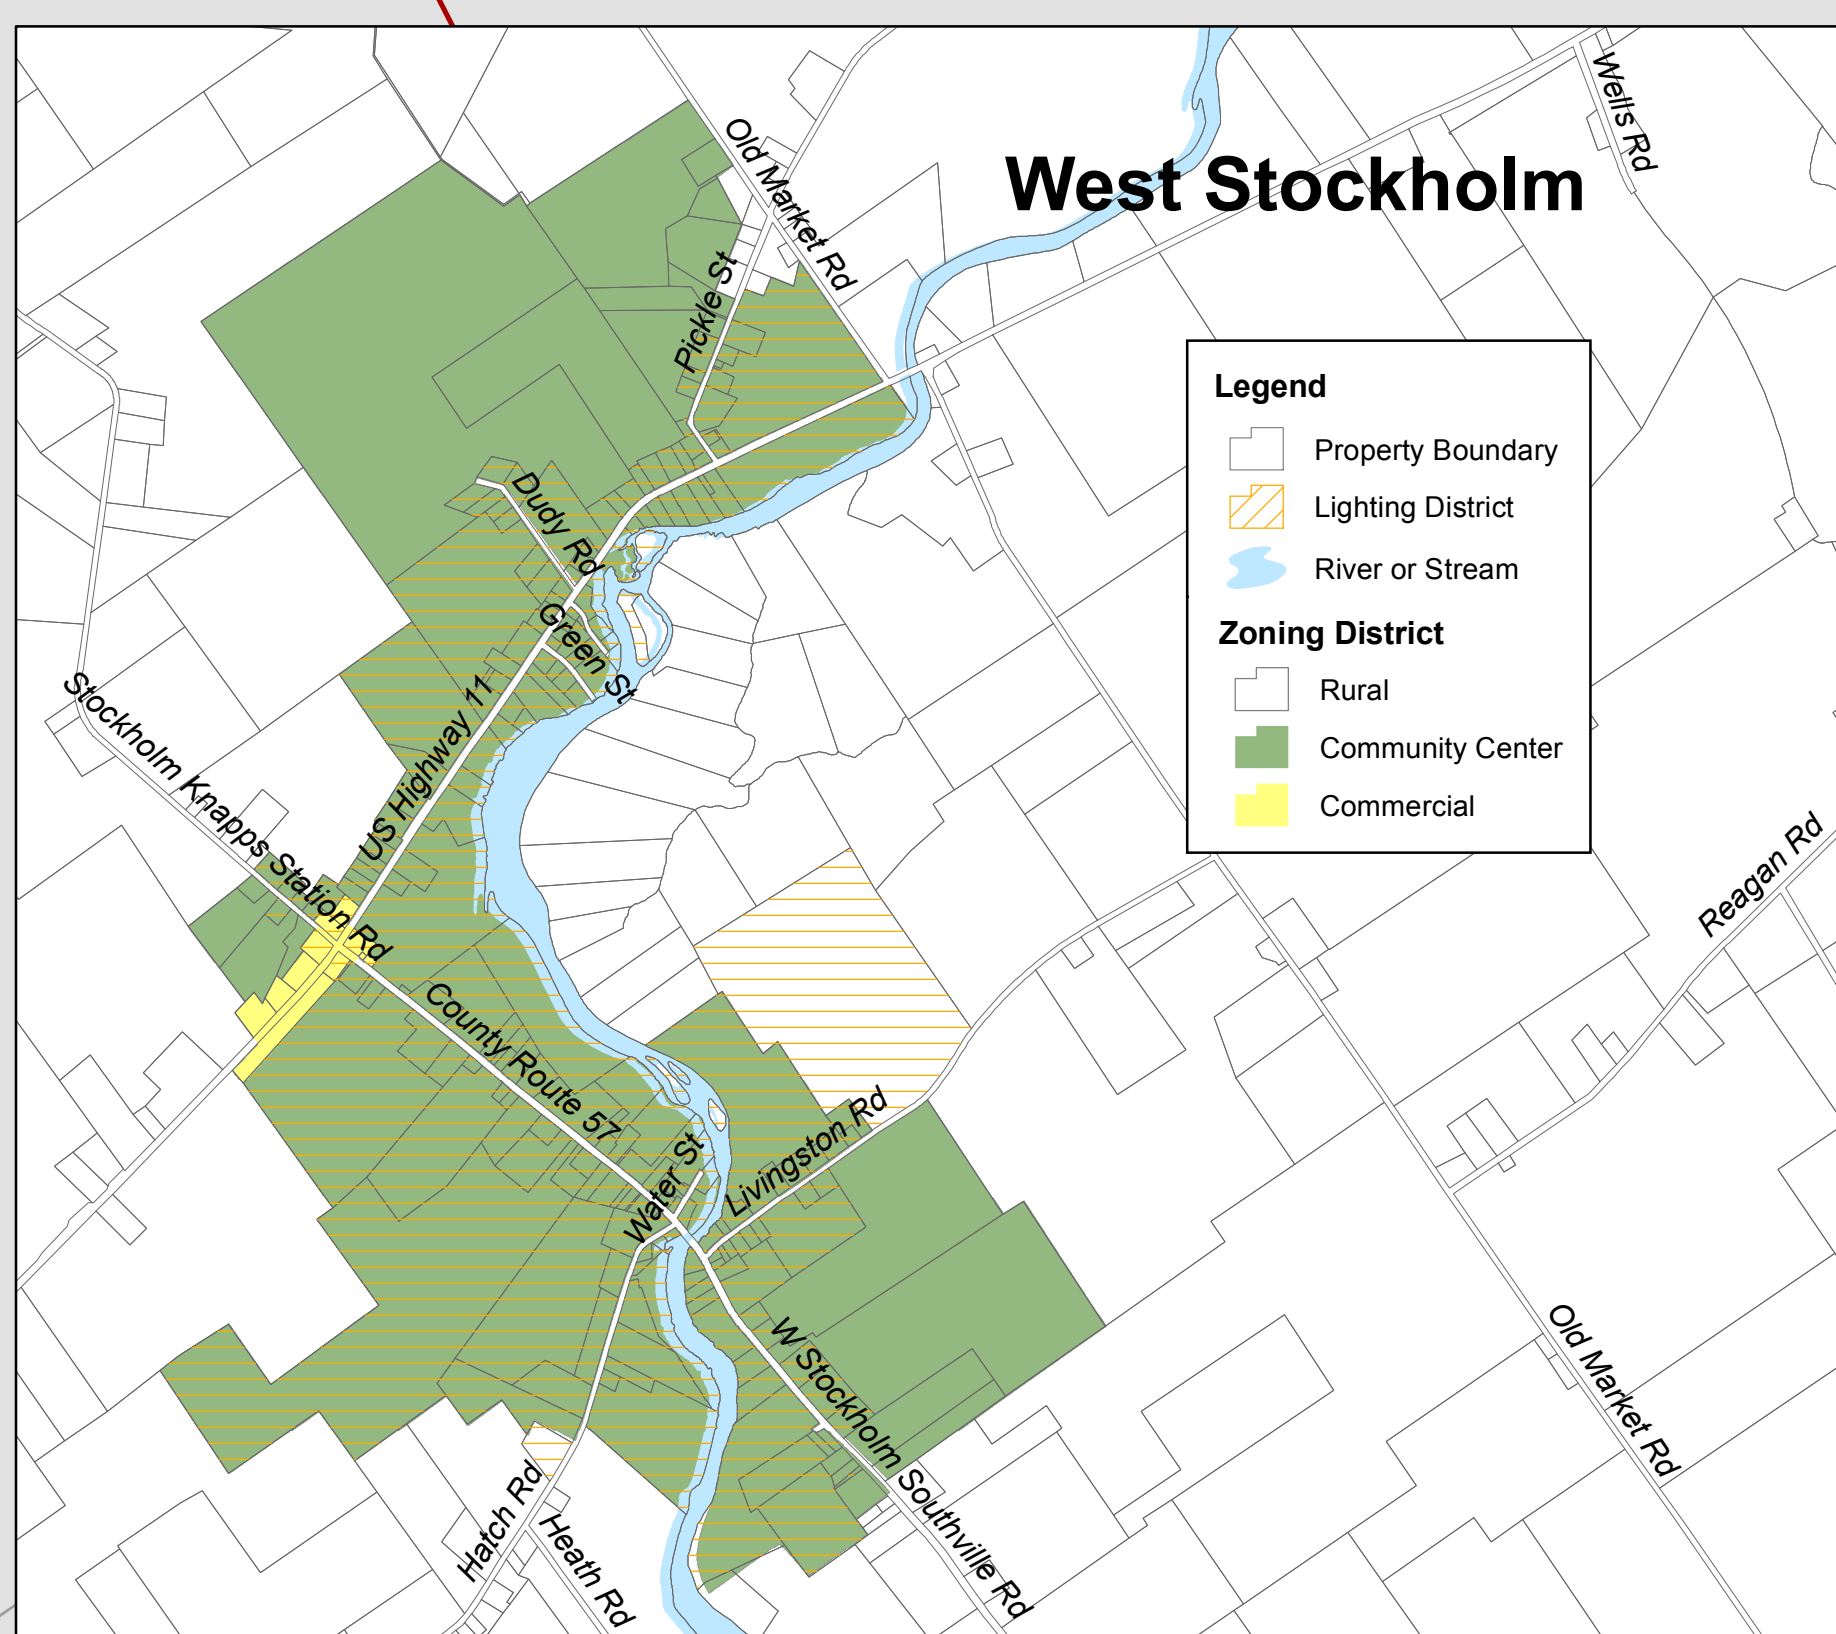 West Stockholm
Wells Rd
Old Market Rd
Pickle St
Legend
Property Boundary
Lighting District
River or Stream
Zoning District
Rural
Community Center
Commercial
Dudy Rd
Green St
US Highway 11
Stockholm Knapps Station Rd
County Route 57
Water St
Livingston Rd
Reagan Rd
W Stockholm Southville Rd
Old Market Rd
Hatch Rd
Heath Rd